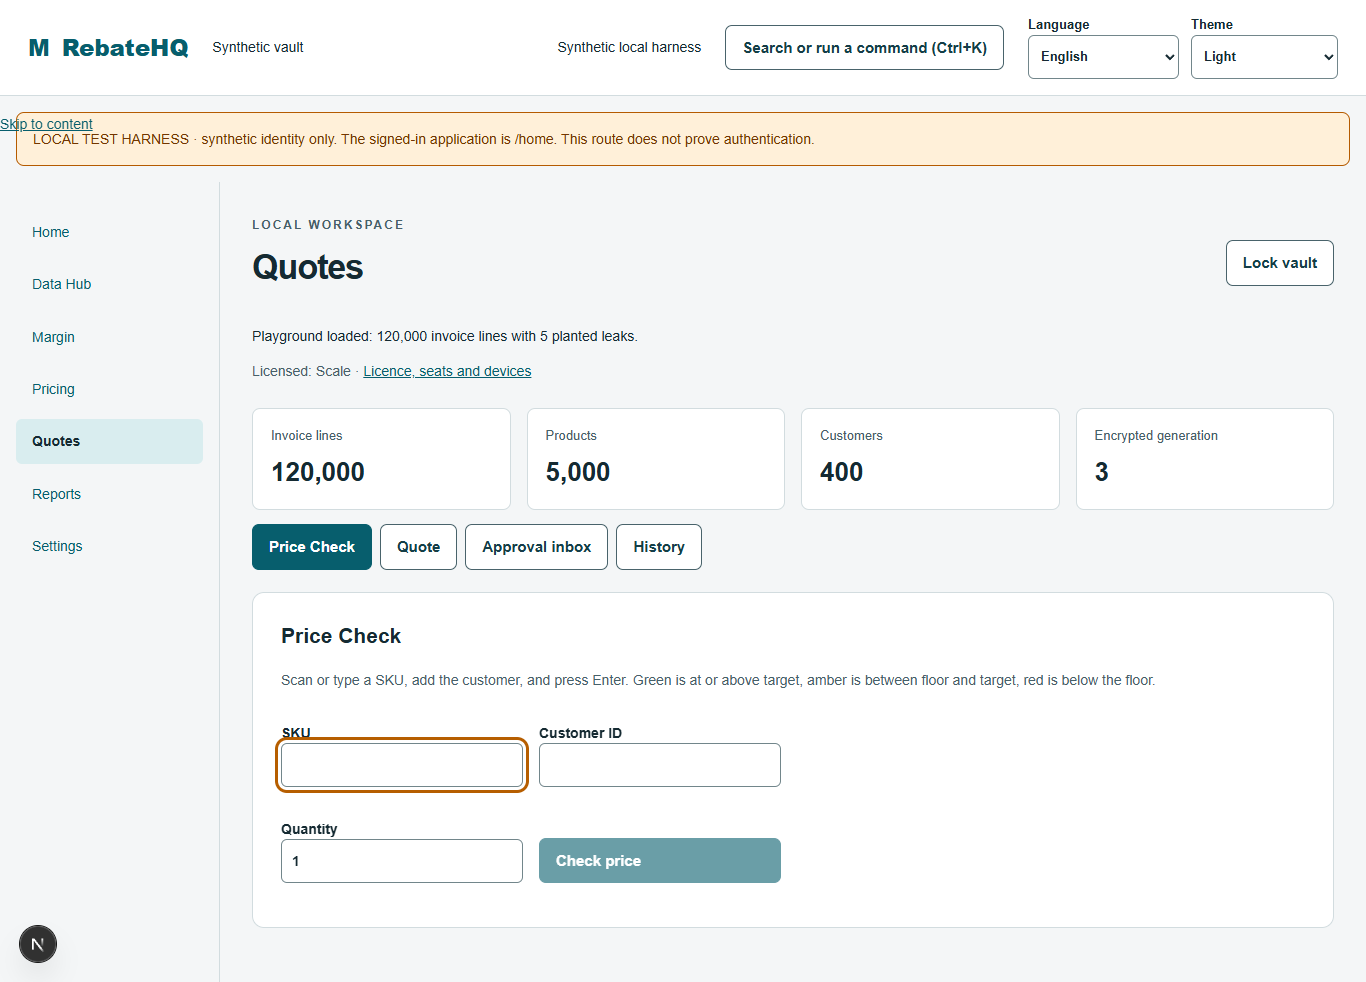 M RebateHQ
Synthetic vault
Synthetic local harness
Search or run a command (Ctrl+K)
Language
English
Theme
Light
Skip to content
LOCAL TEST HARNESS · synthetic identity only. The signed-in application is /home. This route does not prove authentication.
Home
Data Hub
Margin
Pricing
Quotes
Reports
Settings
LOCAL WORKSPACE
Quotes
Lock vault
Playground loaded: 120,000 invoice lines with 5 planted leaks.
Licensed: Scale · Licence, seats and devices
Invoice lines
120,000
Products
5,000
Customers
400
Encrypted generation
3
Price Check
Quote
Approval inbox
History
Price Check
Scan or type a SKU, add the customer, and press Enter. Green is at or above target, amber is between floor and target, red is below the floor.
SKU
Customer ID
Quantity
1
Check price
N